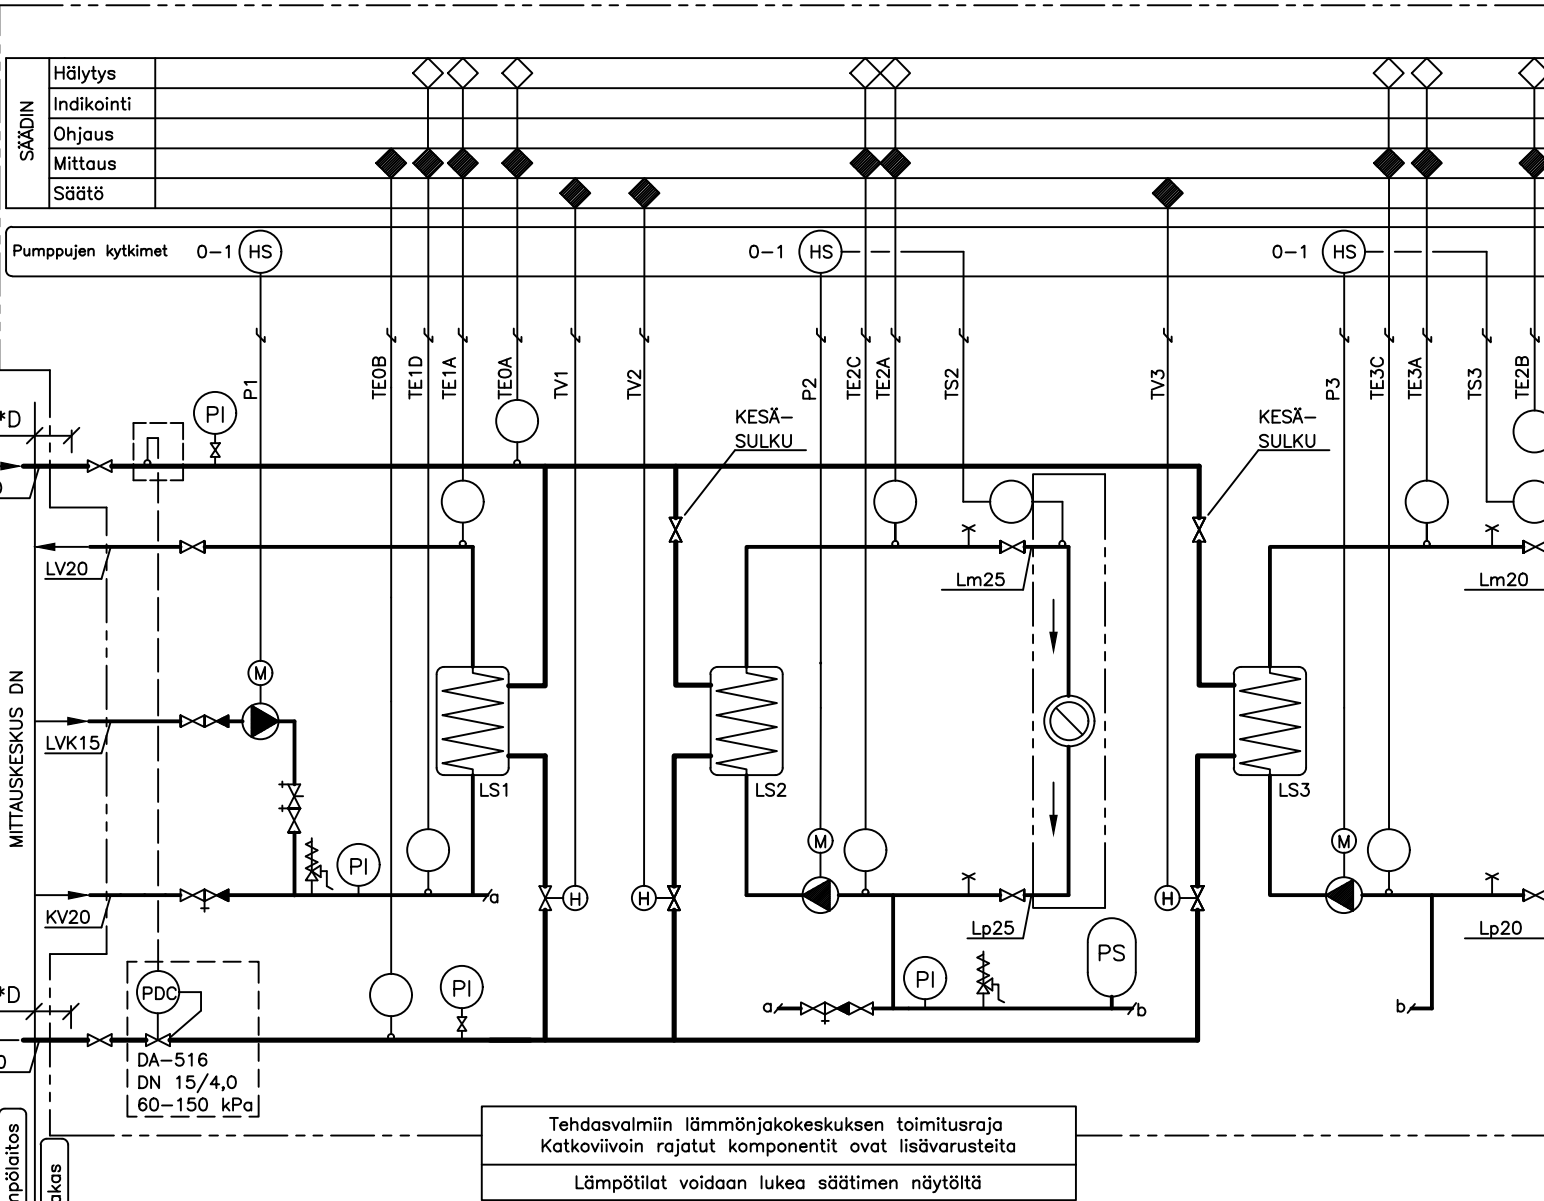 SÄÄDIN
Hälytys
Indikointi
Ohjaus
Mittaus
Säätö
Pumppujen kytkimet 0-1 HS 0-1 HS 0-1 HS
P1 TE0B TE1D TE1A TE0A TV1 TV2 P2 TE2C TE2A TS2 TV3 P3 TE3C TE3A TS3 TE2B
*D
PI
KESÄ-
SULKU
KESÄ-
SULKU
LV20
Lm25
Lm20
MITTAUSKESKUS DN
M
LVK15
LS1
LS2
LS3
M
M
PI
H
H
H
a
KV20
Lp25
Lp20
*D
PDC
PI
PI
PS
a
b
b
DA-516
DN 15/4,0
60-150 kPa
Tehdasvalmiin lämmönjakokeskuksen toimitusraja
Katkoviivoin rajatut komponentit ovat lisävarusteita
Lämpötilat voidaan lukea säätimen näytöltä